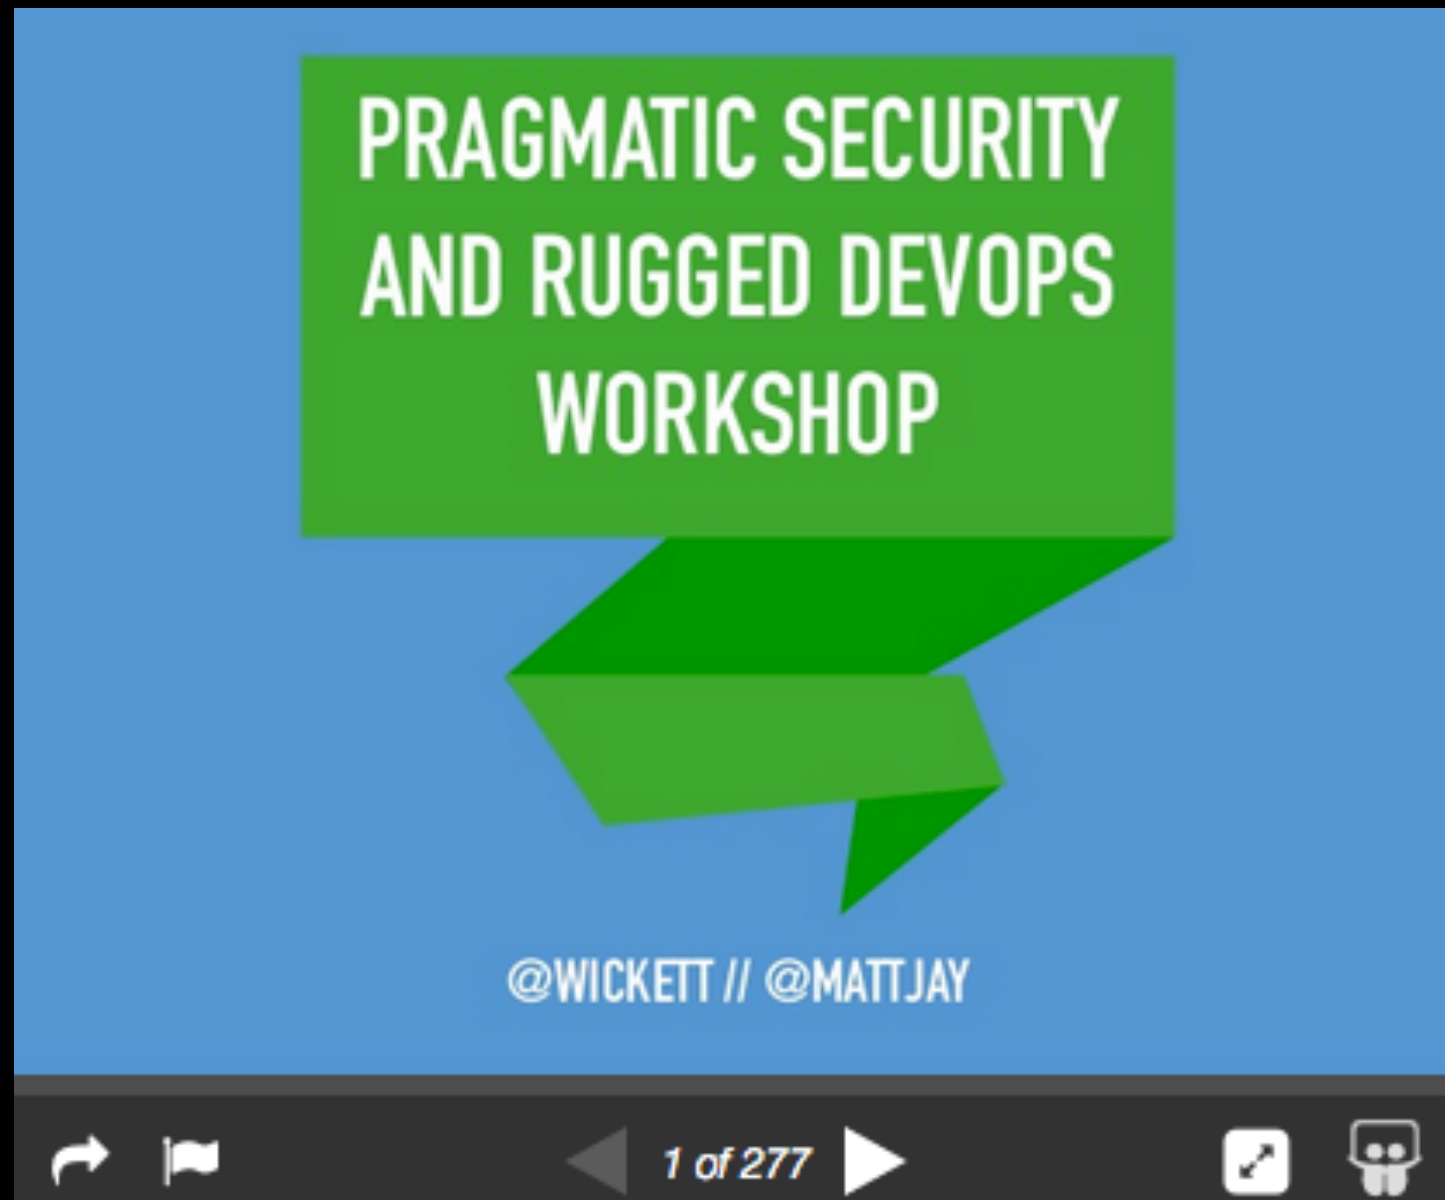 PRAGMATIC SECURITY
AND RUGGED DEVOPS
WORKSHOP
@WICKETT // @MATTJAY
1 of 277